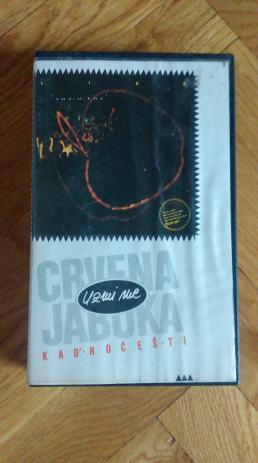 CRVENA
Uzmi me
JABUKA
KAD'·HOĆEŠ·TI